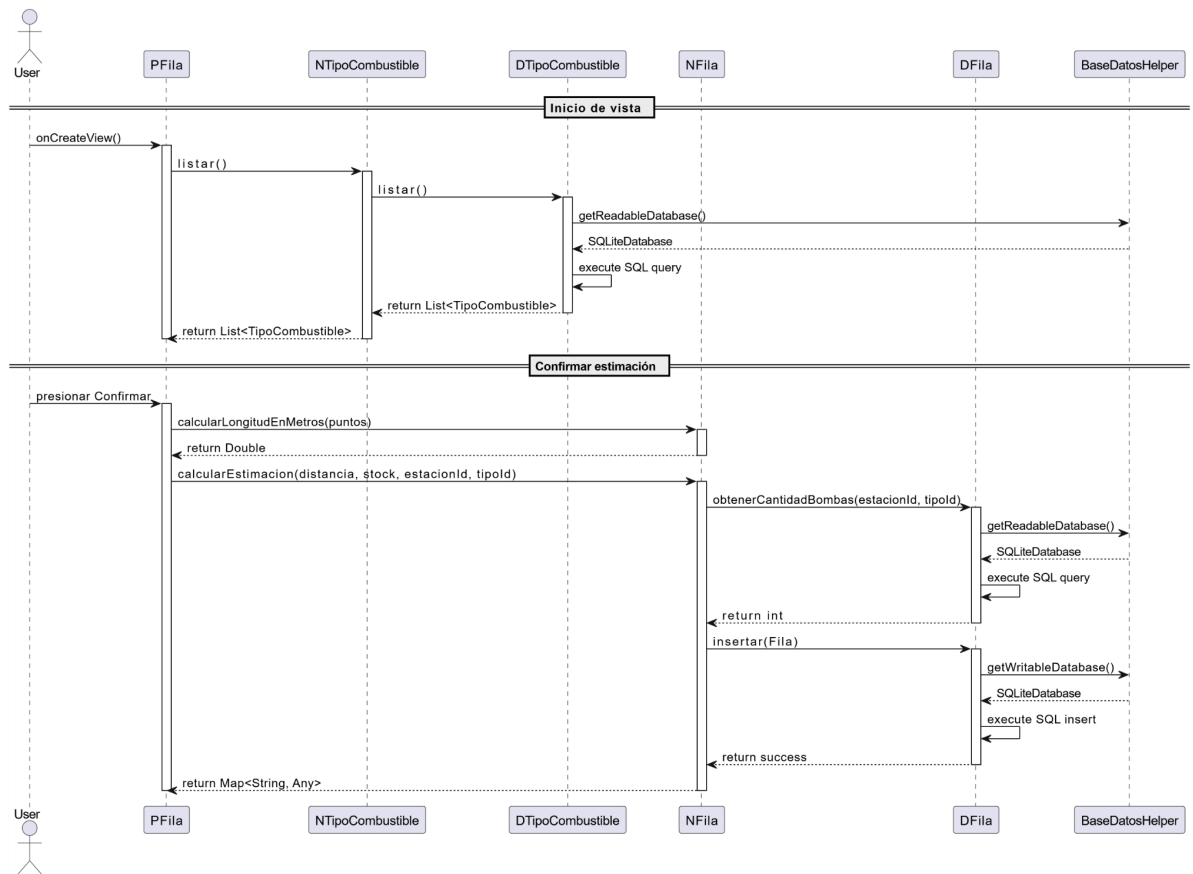 User
PFila
NTipoCombustible
DTipoCombustible
NFila
DFila
BaseDatosHelper
Inicio de vista
onCreateView()
listar()
listar()
getReadableDatabase()
SQLiteDatabase
execute SQL query
return List<TipoCombustible>
return List<TipoCombustible>
Confirmar estimación
presionar Confirmar
calcularLongitudEnMetros(puntos)
return Double
calcularEstimacion(distancia, stock, estacionId, tipoId)
obtenerCantidadBombas(estacionId, tipoId)
getReadableDatabase()
SQLiteDatabase
execute SQL query
return int
insertar(Fila)
getWritableDatabase()
SQLiteDatabase
execute SQL insert
return success
return Map<String, Any>
User
PFila
NTipoCombustible
DTipoCombustible
NFila
DFila
BaseDatosHelper